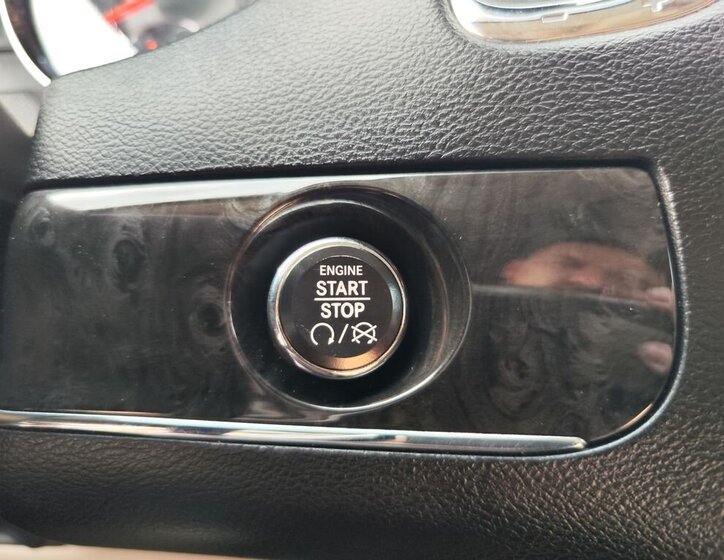 ENGINE
START
STOP
/